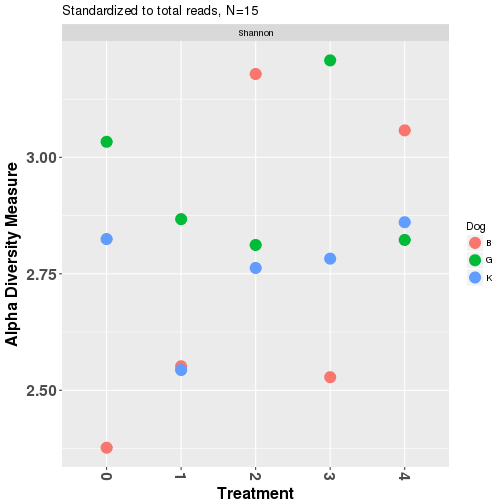 Standardized to total reads, N=15
Shannon
Alpha Diversity Measure
3.00
2.75
2.50
0
1
2
3
4
Treatment
Dog
B
G
K